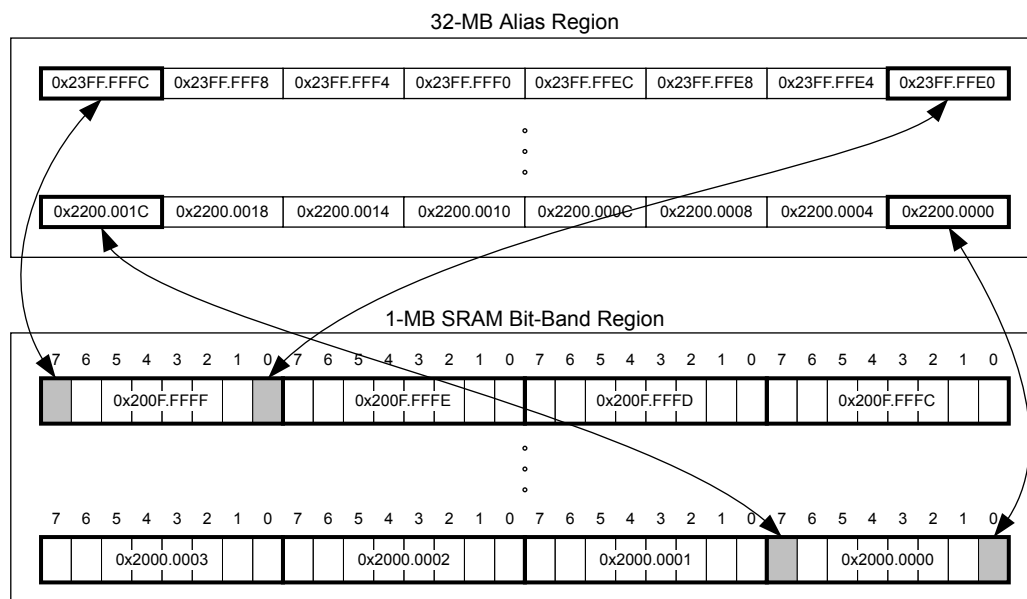 32-MB Alias Region
0x23FF.FFFC 0x23FF.FFF8 0x23FF.FFF4 0x23FF.FFF0 0x23FF.FFEC 0x23FF.FFE8 0x23FF.FFE4 0x23FF.FFE0
0x2200.001C 0x2200.0018 0x2200.0014 0x2200.0010 0x2200.000C 0x2200.0008 0x2200.0004 0x2200.0000
1-MB SRAM Bit-Band Region
7 6 5 4 3 2 1 0 7 6 5 4 3 2 1 0 7 6 5 4 3 2 1 0 7 6 5 4 3 2 1 0
0x200F.FFFF 0x200F.FFFE 0x200F.FFFD 0x200F.FFFC
7 6 5 4 3 2 1 0 7 6 5 4 3 2 1 0 7 6 5 4 3 2 1 0 7 6 5 4 3 2 1 0
0x2000.0003 0x2000.0002 0x2000.0001 0x2000.0000